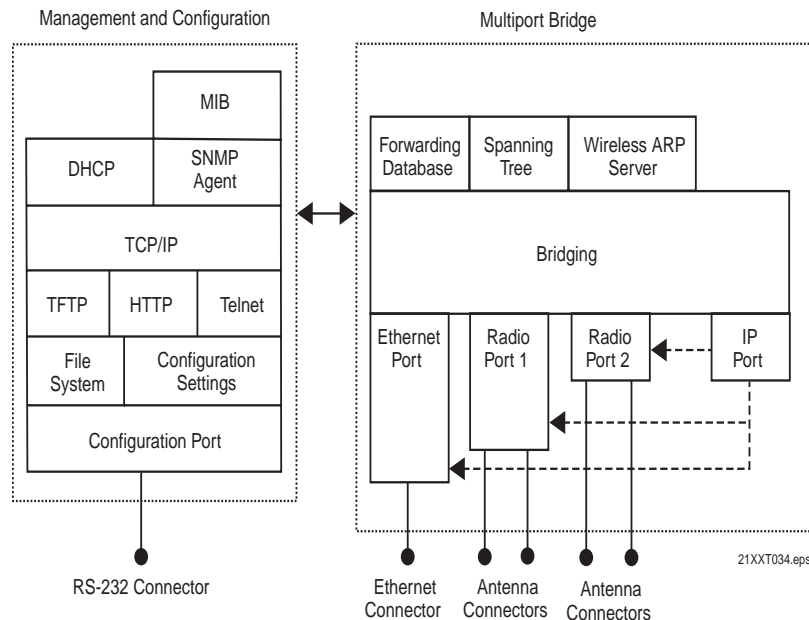 Management and Configuration
Multiport Bridge
MIB
DHCP
SNMP
Agent
TCP/IP
TFTP
HTTP
Telnet
File
System
Configuration
Settings
Configuration Port
RS-232 Connector
Forwarding
Database
Spanning
Tree
Wireless ARP
Server
Bridging
Ethernet
Port
Radio
Port 1
Radio
Port 2
IP
Port
21XXT034.eps
Ethernet
Connector
Antenna
Connectors
Antenna
Connectors